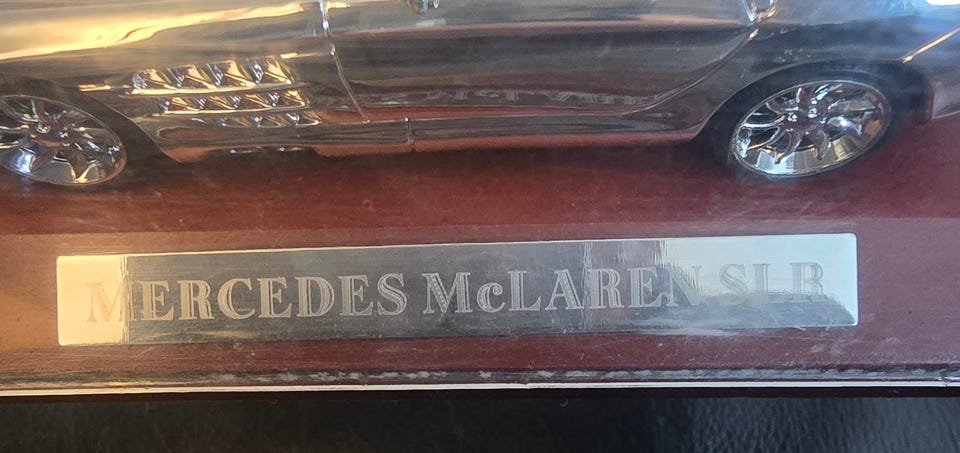 MERCEDES McLAREN SLR